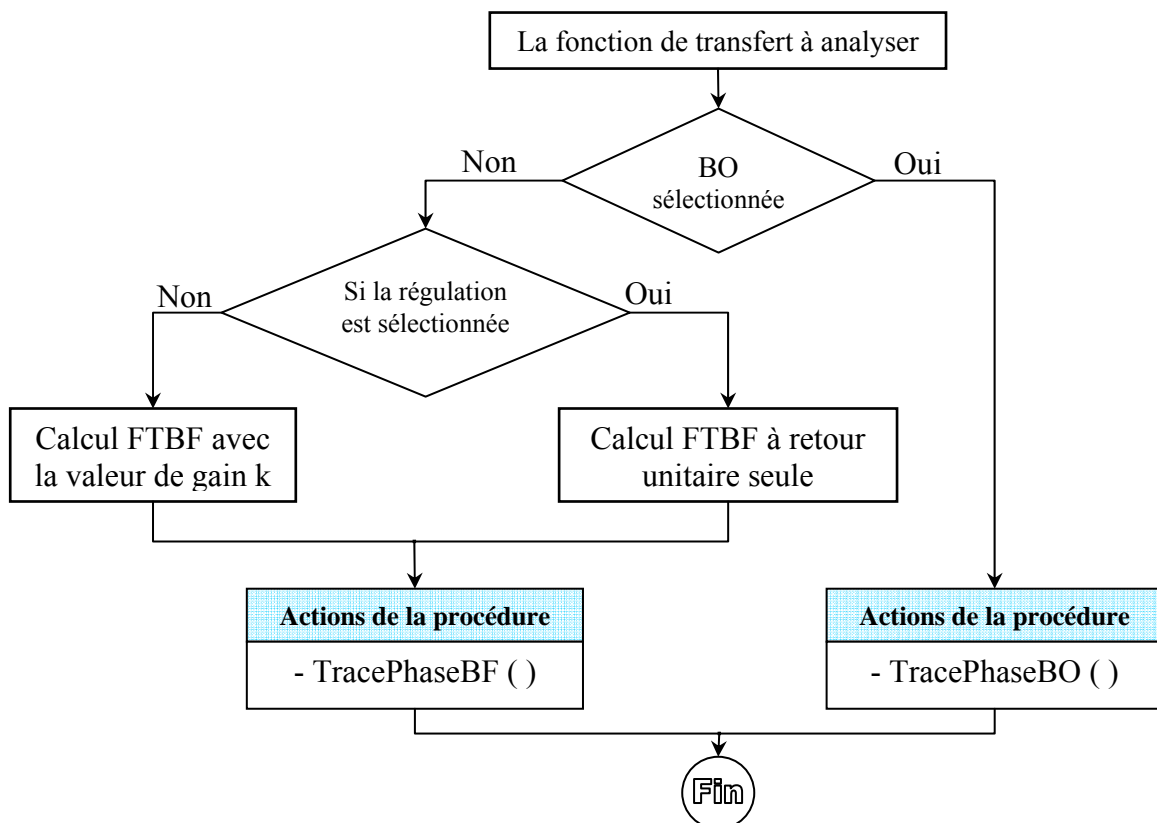 La fonction de transfert à analyser
Non
BO
sélectionnée
Oui
Non
Si la régulation
est sélectionnée
Oui
Calcul FTBF avec
la valeur de gain k
Calcul FTBF à retour
unitaire seule
Actions de la procédure
- TracePhaseBF ( )
Actions de la procédure
- TracePhaseBO ( )
Fin